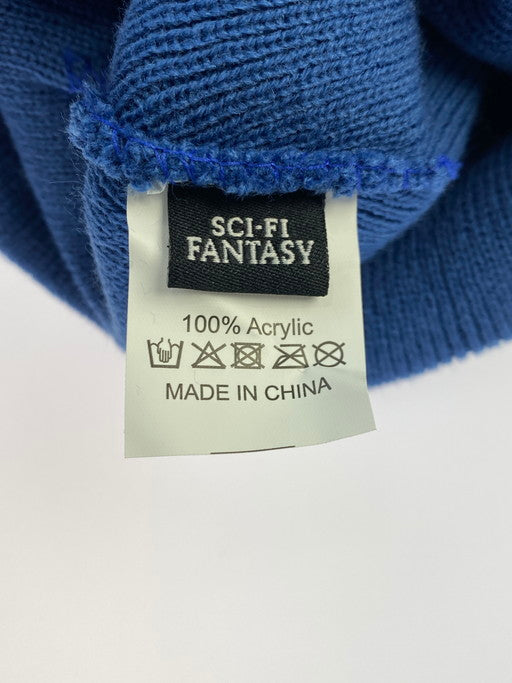 SCI-FI
FANTASY
100% Acrylic
MADE IN CHINA